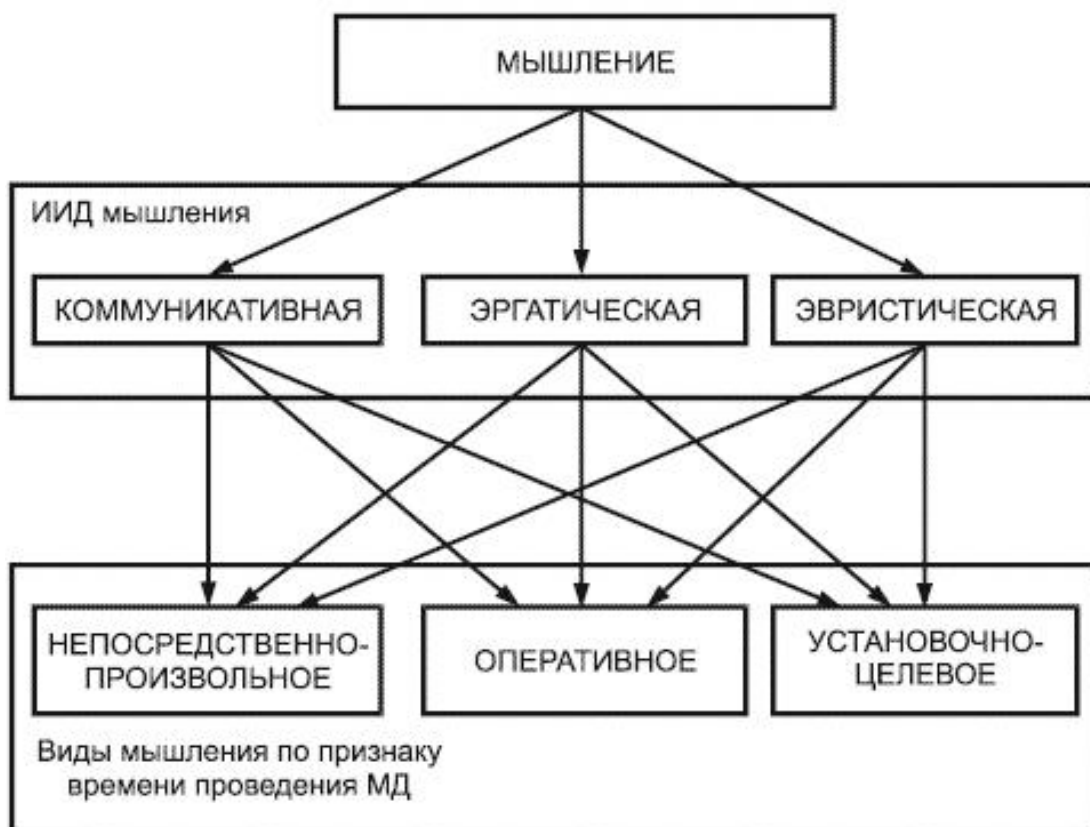 МЫШЛЕНИЕ
ИИД мышления
КОММУНИКАТИВНАЯ
ЭРГАТИЧЕСКАЯ
ЭВРИСТИЧЕСКАЯ
НЕПОСРЕДСТВЕННО-
ПРОИЗВОЛЬНОЕ
ОПЕРАТИВНОЕ
УСТАНОВОЧНО-
ЦЕЛЕВОЕ
Виды мышления по признаку
времени проведения МД